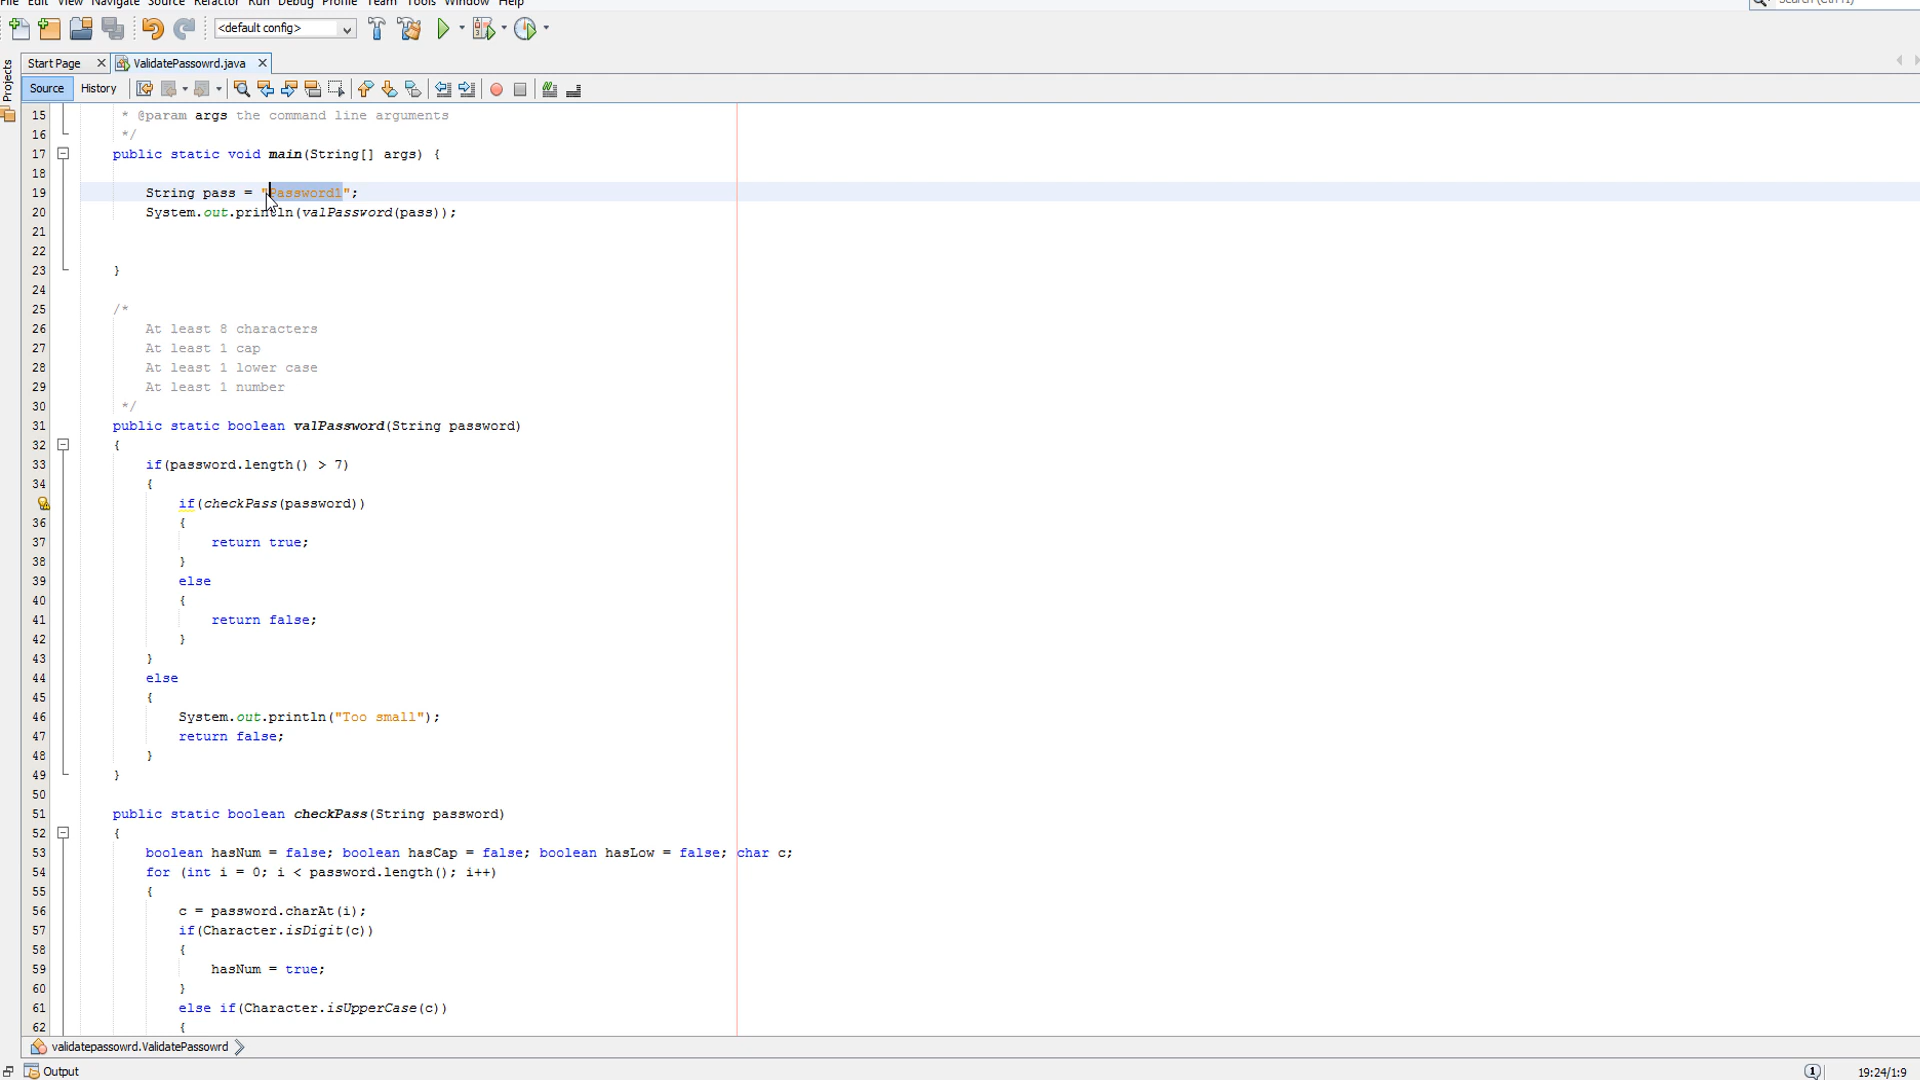 File Edit View Navigate Source Refactor Run Debug Profile Team Tools Window Help
Search (Ctrl+I)
<default config>
Projects
Start Page
ValidatePassowrd.java
Source History
15 * @param args the command line arguments
16 */
17 public static void main(String[] args) {
18
19 String pass = "Password1";
20 System.out.println(valPassword(pass));
21
22
23 }
24
25 /*
26 At least 8 characters
27 At least 1 cap
28 At least 1 lower case
29 At least 1 number
30 */
31 public static boolean valPassword(String password)
32 {
33 if(password.length() > 7)
34 {
if(checkPass(password))
36 {
37 return true;
38 }
39 else
40 {
41 return false;
42 }
43 }
44 else
45 {
46 System.out.println("Too small");
47 return false;
48 }
49 }
50
51 public static boolean checkPass(String password)
52 {
53 boolean hasNum = false; boolean hasCap = false; boolean hasLow = false; char c;
54 for (int i = 0; i < password.length(); i++)
55 {
56 c = password.charAt(i);
57 if(Character.isDigit(c))
58 {
59 hasNum = true;
60 }
61 else if(Character.isUpperCase(c))
62 {
validatepassowrd.ValidatePassowrd
Output
1
19:24/1:9